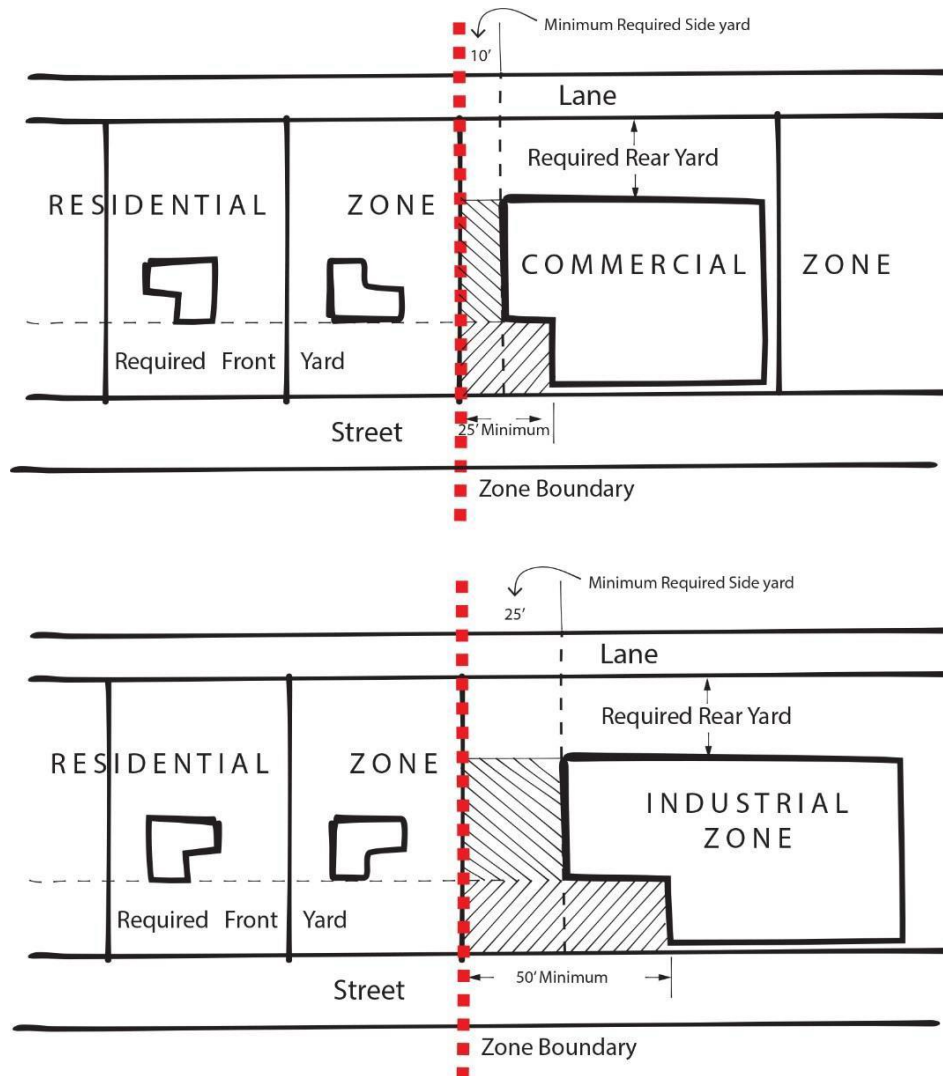 Minimum Required Side yard
10’
Lane
Required Rear Yard
RESIDENTIAL ZONE
COMMERCIAL ZONE
Required Front Yard
Street
25’ Minimum
Zone Boundary
Minimum Required Side yard
25’
Lane
Required Rear Yard
RESIDENTIAL ZONE
INDUSTRIAL
ZONE
Required Front Yard
50’ Minimum
Street
Zone Boundary